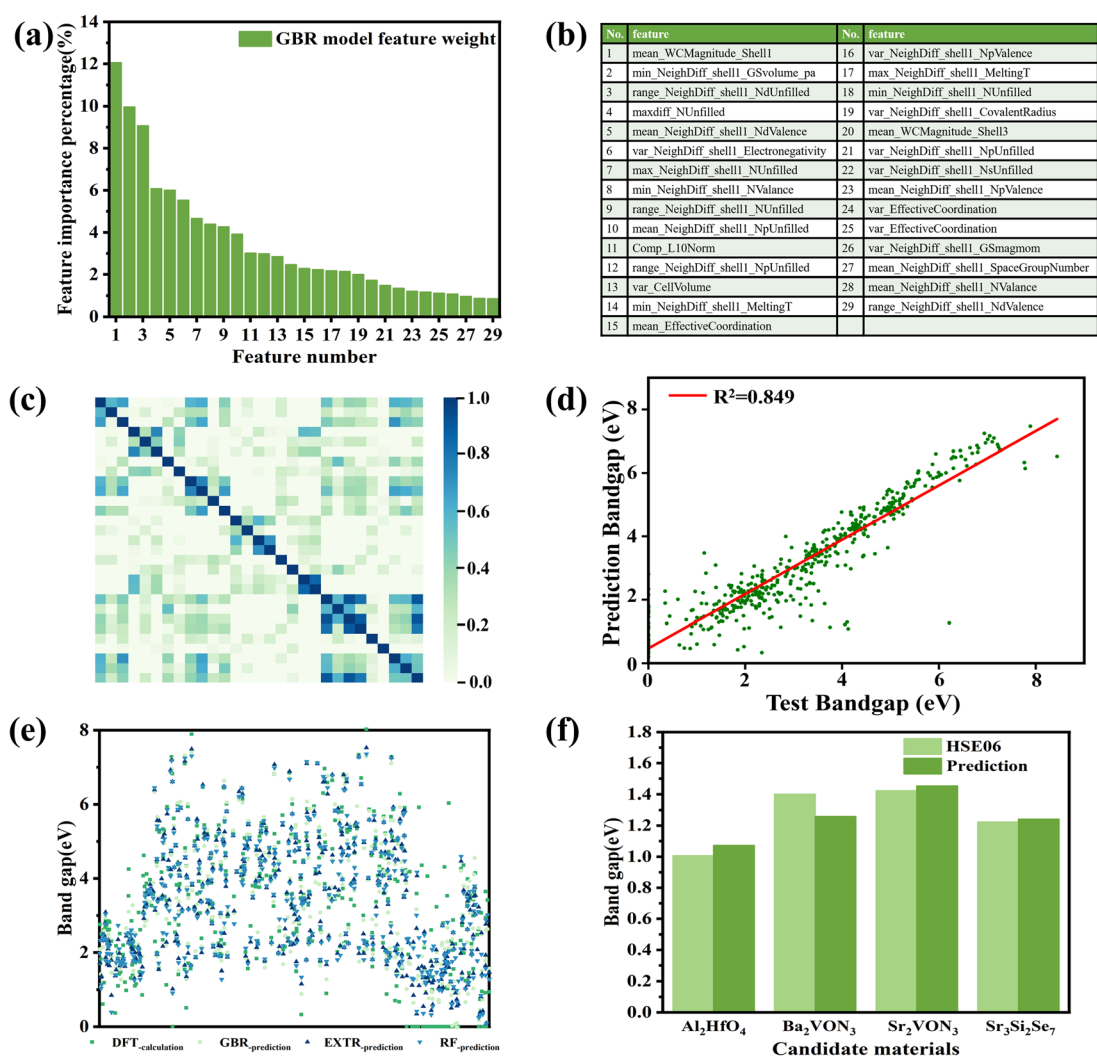 (a)
14
12
10
8
6
4
2
0
Feature importance percentage(%)
GBR model feature weight
1 3 5 7 9 11 13 15 17 19 21 23 25 27 29
Feature number
(b)
No. feature No. feature
1 mean_WCMagnitude_Shell1 16 var_NeighDiff_shell1_NpValence
2 min_NeighDiff_shell1_GSvolume_pa 17 max_NeighDiff_shell1_MeltingT
3 range_NeighDiff_shell1_NdUnfilled 18 min_NeighDiff_shell1_NUnfilled
4 maxdiff_NUnfilled 19 var_NeighDiff_shell1_CovalentRadius
5 mean_NeighDiff_shell1_NdValence 20 mean_WCMagnitude_Shell3
6 var_NeighDiff_shell1_Electronegativity 21 var_NeighDiff_shell1_NpUnfilled
7 max_NeighDiff_shell1_NUnfilled 22 var_NeighDiff_shell1_NsUnfilled
8 min_NeighDiff_shell1_NValance 23 mean_NeighDiff_shell1_NpValence
9 range_NeighDiff_shell1_NUnfilled 24 var_EffectiveCoordination
10 mean_NeighDiff_shell1_NpUnfilled 25 var_EffectiveCoordination
11 Comp_L10Norm 26 var_NeighDiff_shell1_GSmagmom
12 range_NeighDiff_shell1_NpUnfilled 27 mean_NeighDiff_shell1_SpaceGroupNumber
13 var_CellVolume 28 mean_NeighDiff_shell1_NValance
14 min_NeighDiff_shell1_MeltingT 29 range_NeighDiff_shell1_NdValence
15 mean_EffectiveCoordination
(c)
1.0
0.8
0.6
0.4
0.2
0.0
(d)
R²=0.849
8
6
4
2
0
Prediction Bandgap (eV)
0 2 4 6 8
Test Bandgap (eV)
(e)
8
6
4
2
0
Band gap(eV)
DFT-calculation GBR-prediction EXTR-prediction RF-prediction
(f)
HSE06
Prediction
1.8
1.6
1.4
1.2
1.0
0.8
0.6
0.4
0.2
0.0
Band gap(eV)
Al₂HfO₄ Ba₂VON₃ Sr₂VON₃ Sr₃Si₂Se₇
Candidate materials